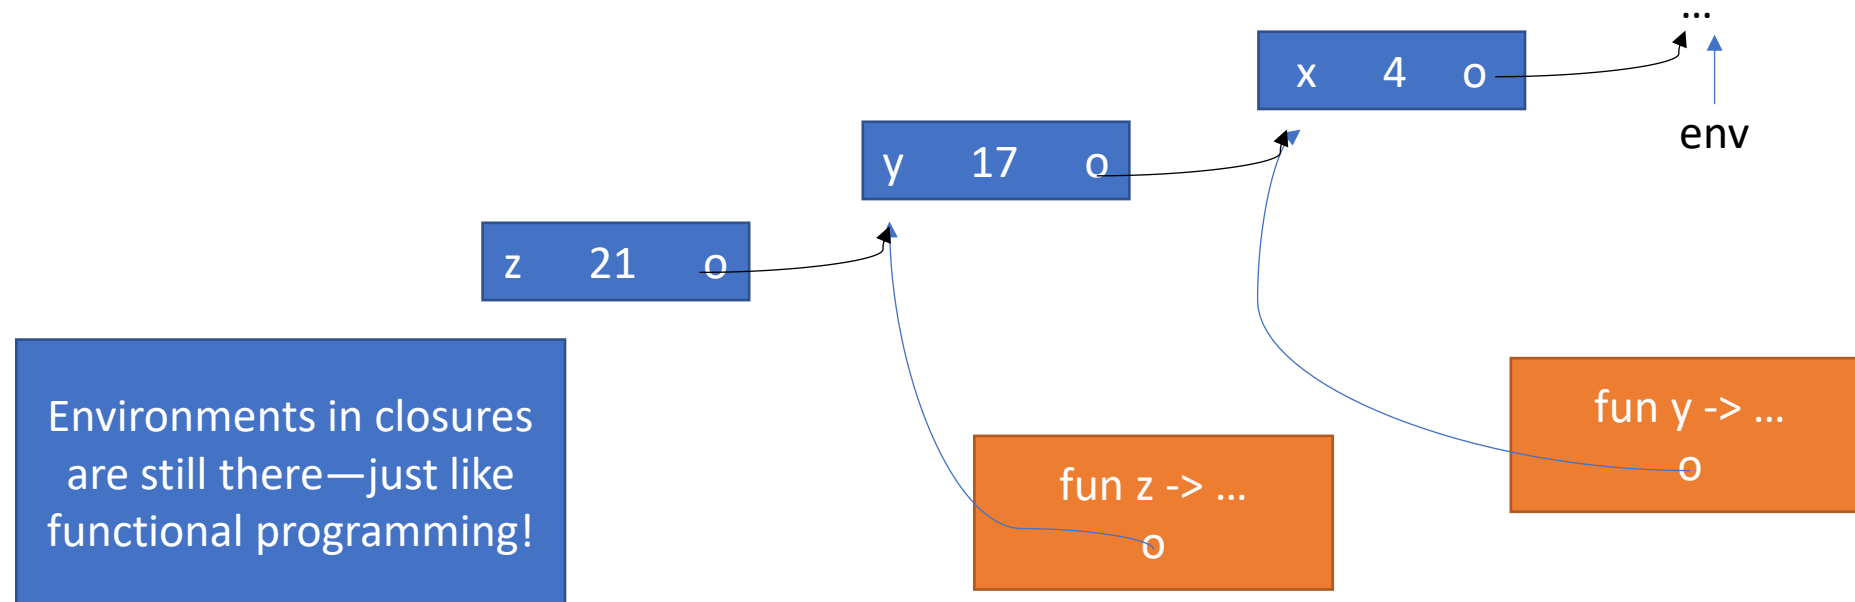 …
x 4 o
env
y 17 o
z 21 o
Environments in closures
are still there—just like
functional programming!
fun z -> …
o
fun y -> …
o